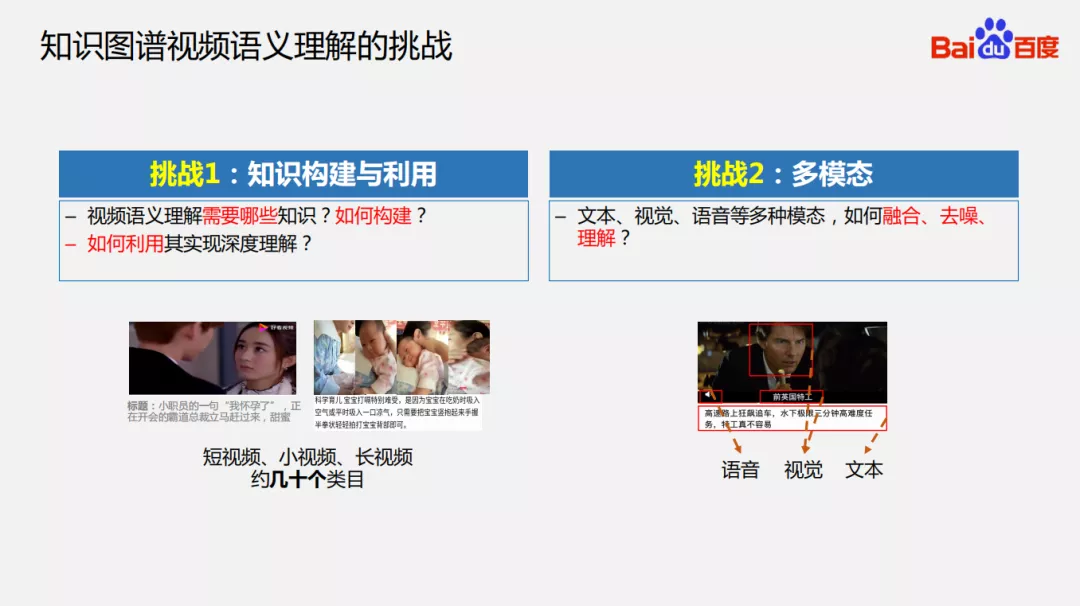 知识图谱视频语义理解的挑战
Bai du 百度
挑战1：知识构建与利用
– 视频语义理解需要哪些知识？如何构建？
– 如何利用其实现深度理解？
挑战2：多模态
– 文本、视觉、语音等多种模态，如何融合、去噪、
理解？
好看视频
标题：小职员的一句“我怀孕了”，正
在开会的霸道总裁立马赶过来，甜蜜
科学育儿 宝宝打嗝特别难受，是因为宝宝在吃奶时吸入
空气或平时吸入一口凉气，只需要把宝宝竖抱起来手握
半拳状轻轻拍打宝宝背部即可。
短视频、小视频、长视频
约几十个类目
前英国特工
高速路上狂飙追车，水下极限三分钟高难度任
务，特工真不容易
语音 视觉 文本